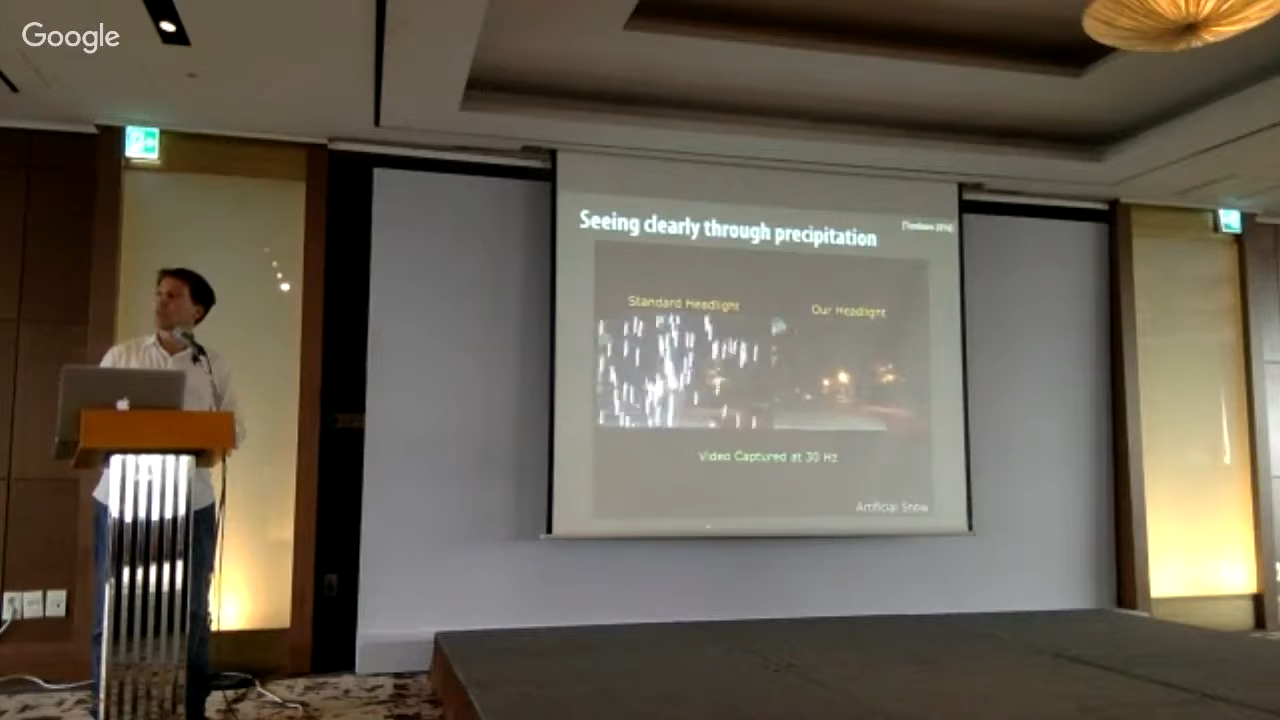 Google
Seeing clearly through precipitation
Standard Headlight
Our Headlight
Video Captured at 30 Hz
Artificial Snow